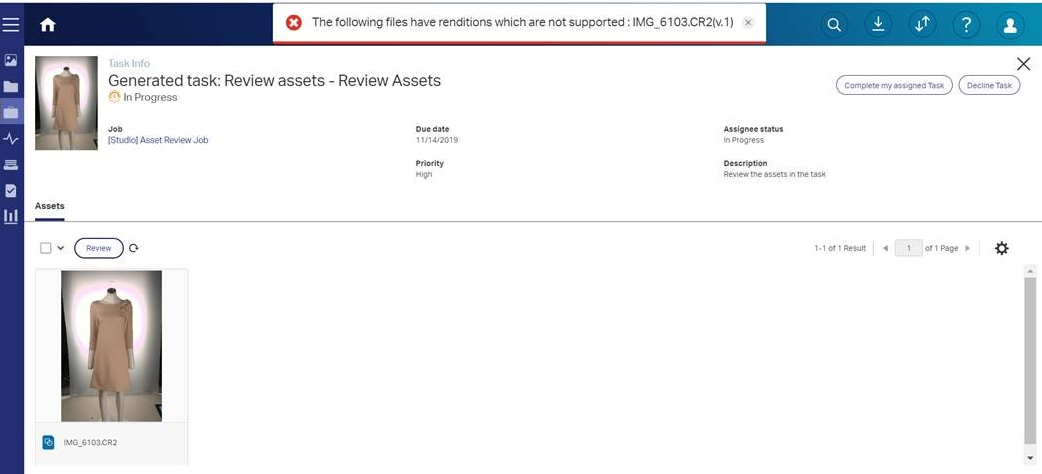 The following files have renditions which are not supported : IMG_6103.CR2(v.1)
Task Info
Generated task: Review assets - Review Assets
In Progress
Complete my assigned Task
Decline Task
Job
[Studio] Asset Review Job
Due date
11/14/2019
Assignee status
In Progress
Priority
High
Description
Review the assets in the task
Assets
Review
1-1 of 1 Result
1 of 1 Page
IMG_6103.CR2